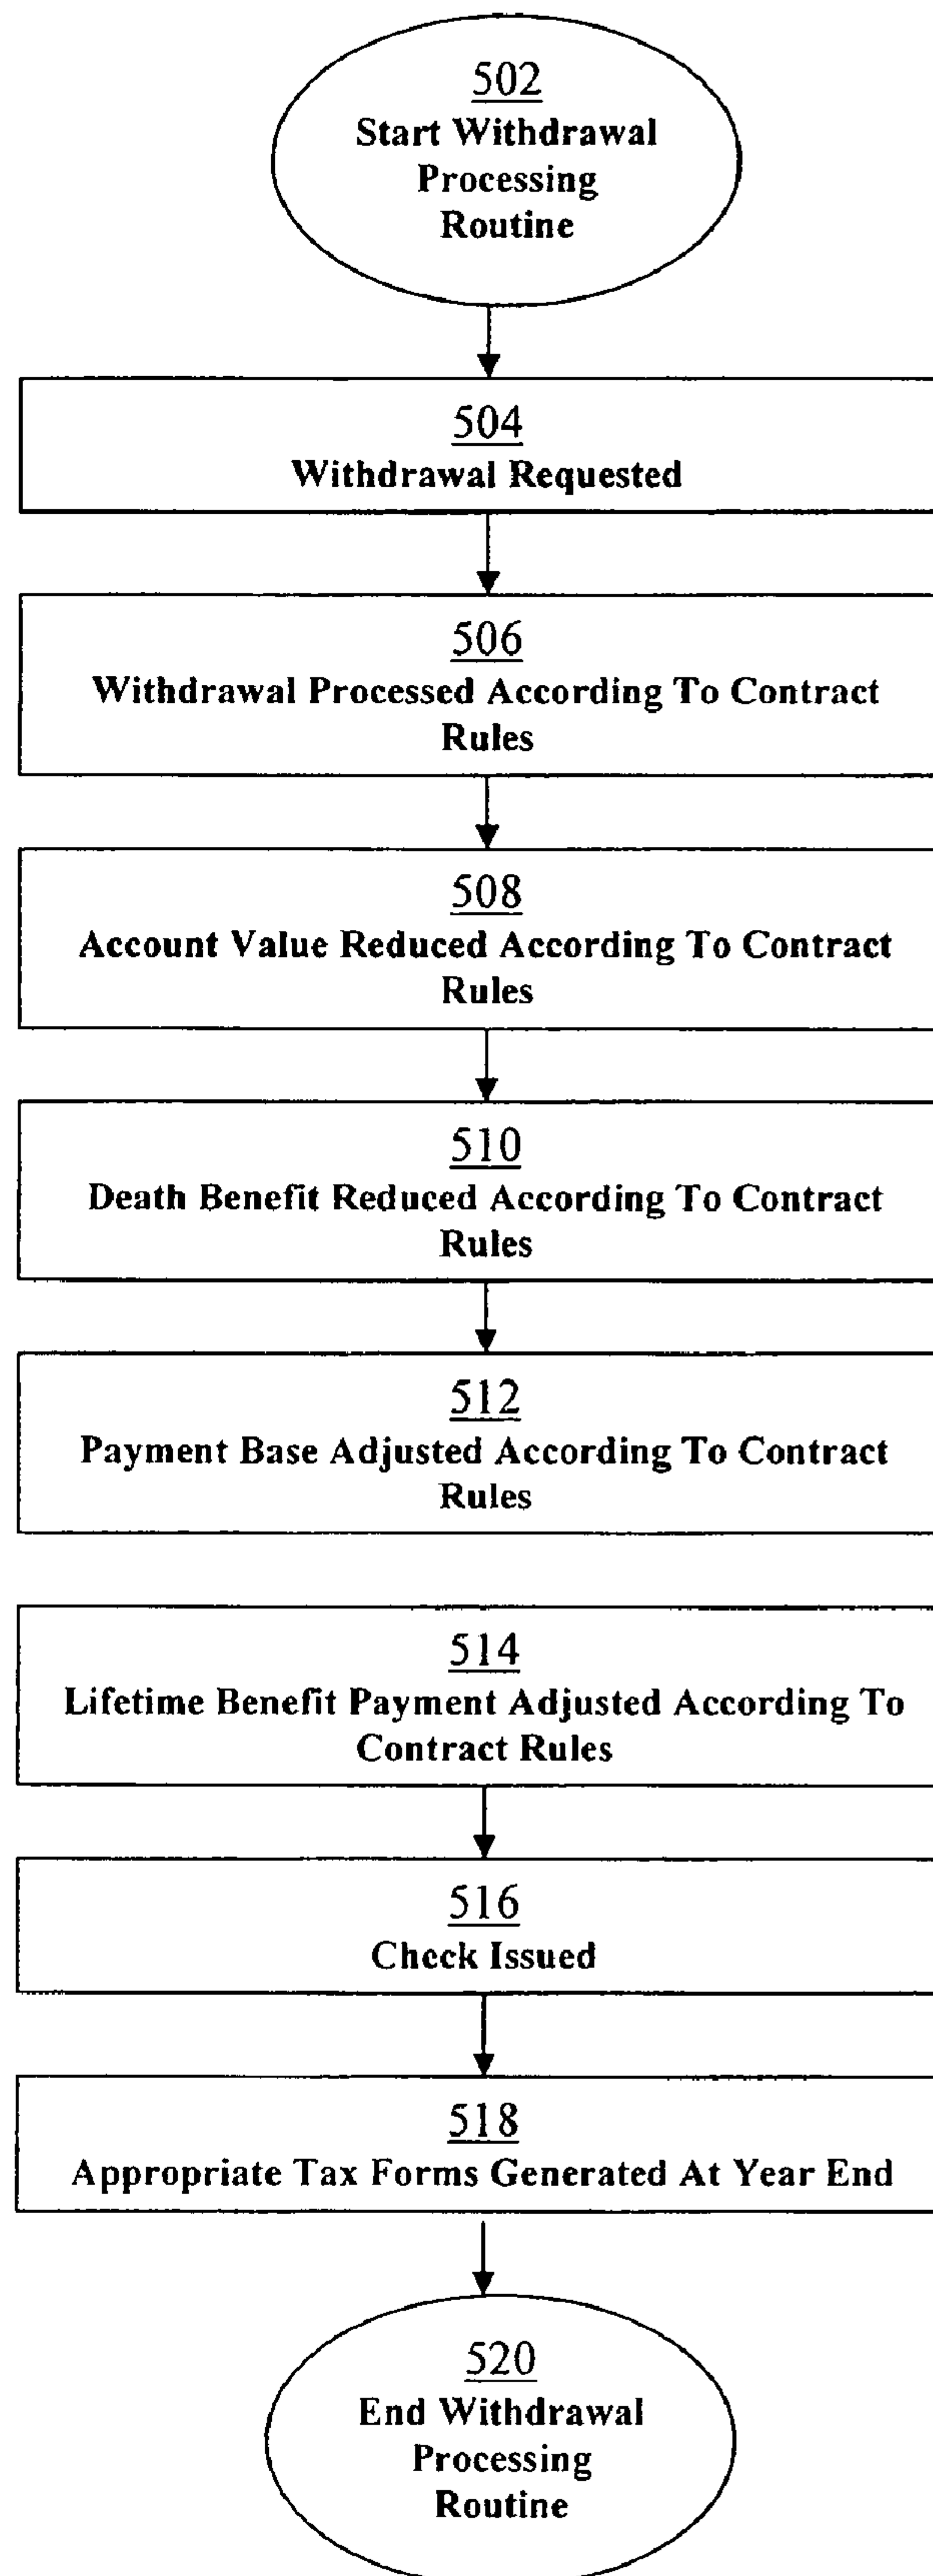 502
Start Withdrawal
Processing
Routine
504
Withdrawal Requested
506
Withdrawal Processed According To Contract
Rules
508
Account Value Reduced According To Contract
Rules
510
Death Benefit Reduced According To Contract
Rules
512
Payment Base Adjusted According To Contract
Rules
514
Lifetime Benefit Payment Adjusted According To
Contract Rules
516
Check Issued
518
Appropriate Tax Forms Generated At Year End
520
End Withdrawal
Processing
Routine